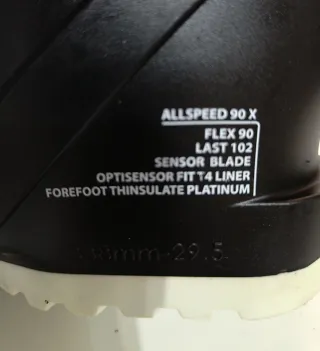 ALLSPEED 90 X
FLEX 90
LAST 102
SENSOR BLADE
OPTISENSOR FIT T4 LINER
FOREFOOT THINSULATE PLATINUM
29.5